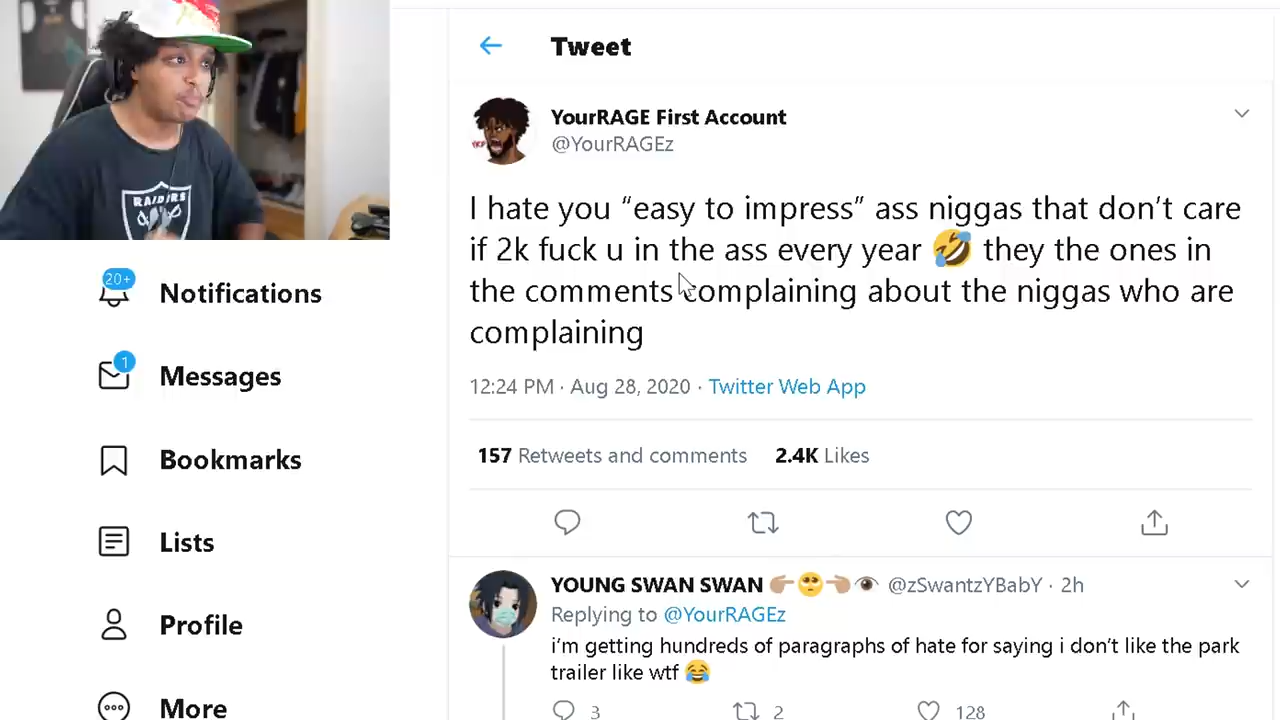 RAIDERS
Tweet
YourRAGE First Account
@YourRAGEz
I hate you “easy to impress” ass niggas that don’t care
if 2k fuck u in the ass every year 🤣 they the ones in
the comments complaining about the niggas who are
complaining
12:24 PM · Aug 28, 2020 · Twitter Web App
157 Retweets and comments 2.4K Likes
20+
Notifications
1
Messages
Bookmarks
Lists
Profile
More
YOUNG SWAN SWAN 👉🏽🥺👈🏽👁 @zSwantzYBabY · 2h
Replying to @YourRAGEz
i’m getting hundreds of paragraphs of hate for saying i don’t like the park
trailer like wtf 😂
3 2 128